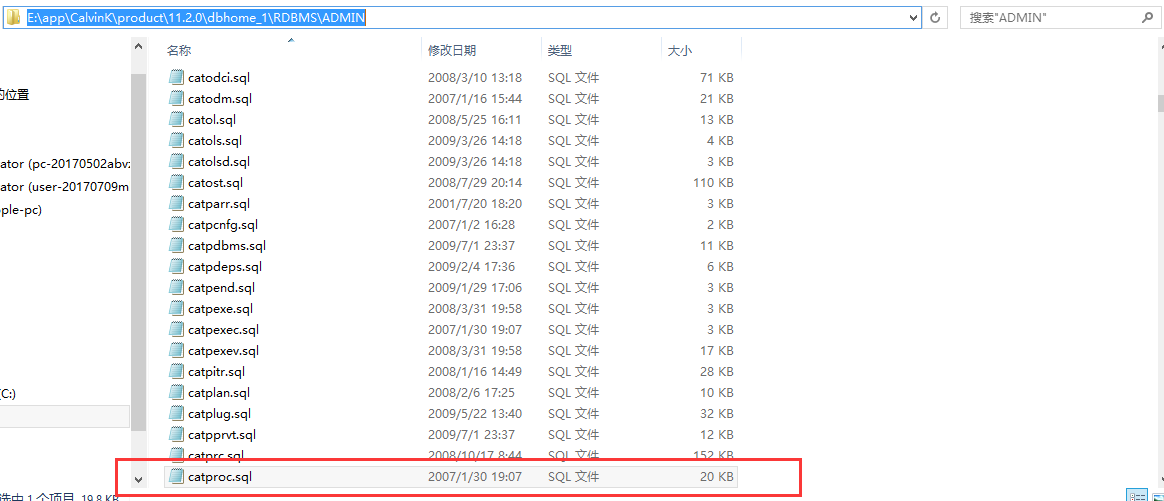 E:\app\CalvinK\product\11.2.0\dbhome_1\RDBMS\ADMIN
搜索"ADMIN"
名称 修改日期 类型 大小
的位置
ator (pc-20170502abv
ator (user-20170709m
ple-pc)
C:)
catodci.sql 2008/3/10 13:18 SQL 文件 71 KB
catodm.sql 2007/1/16 15:44 SQL 文件 21 KB
catol.sql 2008/5/25 16:11 SQL 文件 13 KB
catols.sql 2009/3/26 14:18 SQL 文件 4 KB
catolsd.sql 2009/3/26 14:18 SQL 文件 3 KB
catost.sql 2008/7/29 20:14 SQL 文件 110 KB
catparr.sql 2001/7/20 18:20 SQL 文件 3 KB
catpcnfg.sql 2007/1/2 16:28 SQL 文件 2 KB
catpdbms.sql 2009/7/1 23:37 SQL 文件 11 KB
catpdeps.sql 2009/2/4 17:36 SQL 文件 6 KB
catpend.sql 2009/1/29 17:06 SQL 文件 3 KB
catpexe.sql 2008/3/31 19:58 SQL 文件 3 KB
catpexec.sql 2007/1/30 19:07 SQL 文件 3 KB
catpexev.sql 2008/3/31 19:58 SQL 文件 17 KB
catpitr.sql 2008/1/16 14:49 SQL 文件 28 KB
catplan.sql 2008/2/6 17:25 SQL 文件 10 KB
catplug.sql 2009/5/22 13:40 SQL 文件 32 KB
catpprvt.sql 2009/7/1 23:37 SQL 文件 12 KB
catprc.sql 2008/10/17 8:44 SQL 文件 152 KB
catproc.sql 2007/1/30 19:07 SQL 文件 20 KB
选中 1 个项目 19.8 KB